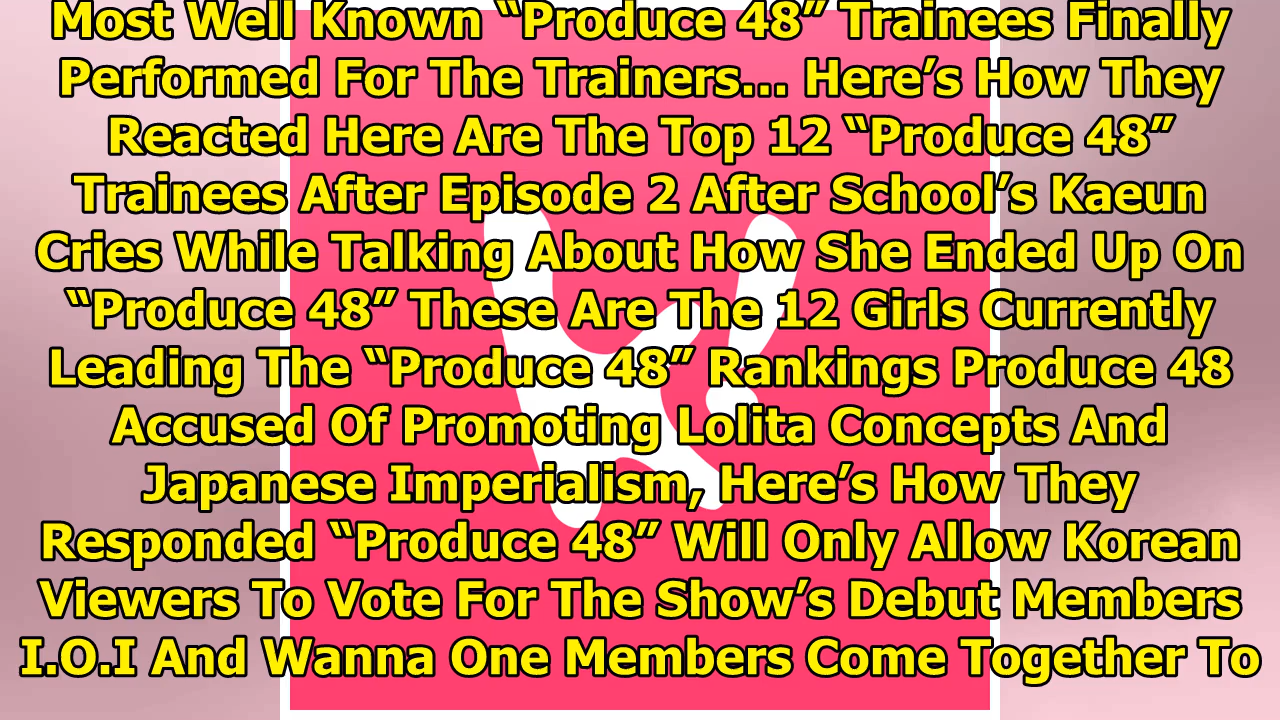 Most Well Known “Produce 48” Trainees Finally
Performed For The Trainers... Here’s How They
Reacted Here Are The Top 12 “Produce 48”
Trainees After Episode 2 After School’s Kaeun
Cries While Talking About How She Ended Up On
“Produce 48” These Are The 12 Girls Currently
Leading The “Produce 48” Rankings Produce 48
Accused Of Promoting Lolita Concepts And
Japanese Imperialism, Here’s How They
Responded “Produce 48” Will Only Allow Korean
Viewers To Vote For The Show’s Debut Members
I.O.I And Wanna One Members Come Together To